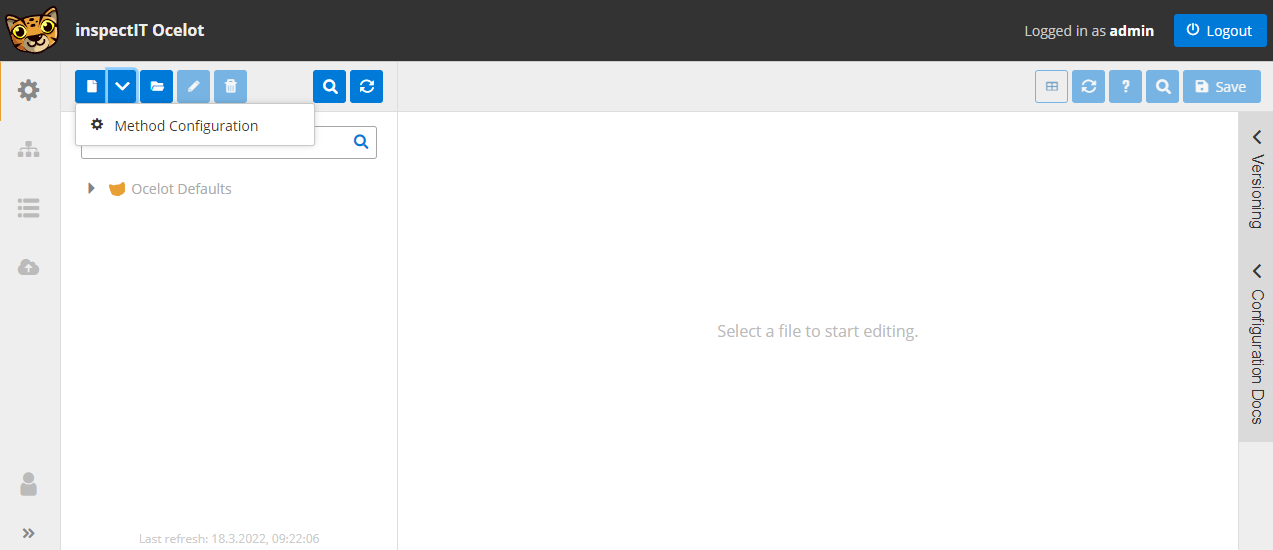 inspectIT Ocelot
Logged in as admin
Logout
? Save
Method Configuration
Ocelot Defaults
Select a file to start editing.
Versioning
Configuration Docs
Last refresh: 18.3.2022, 09:22:06